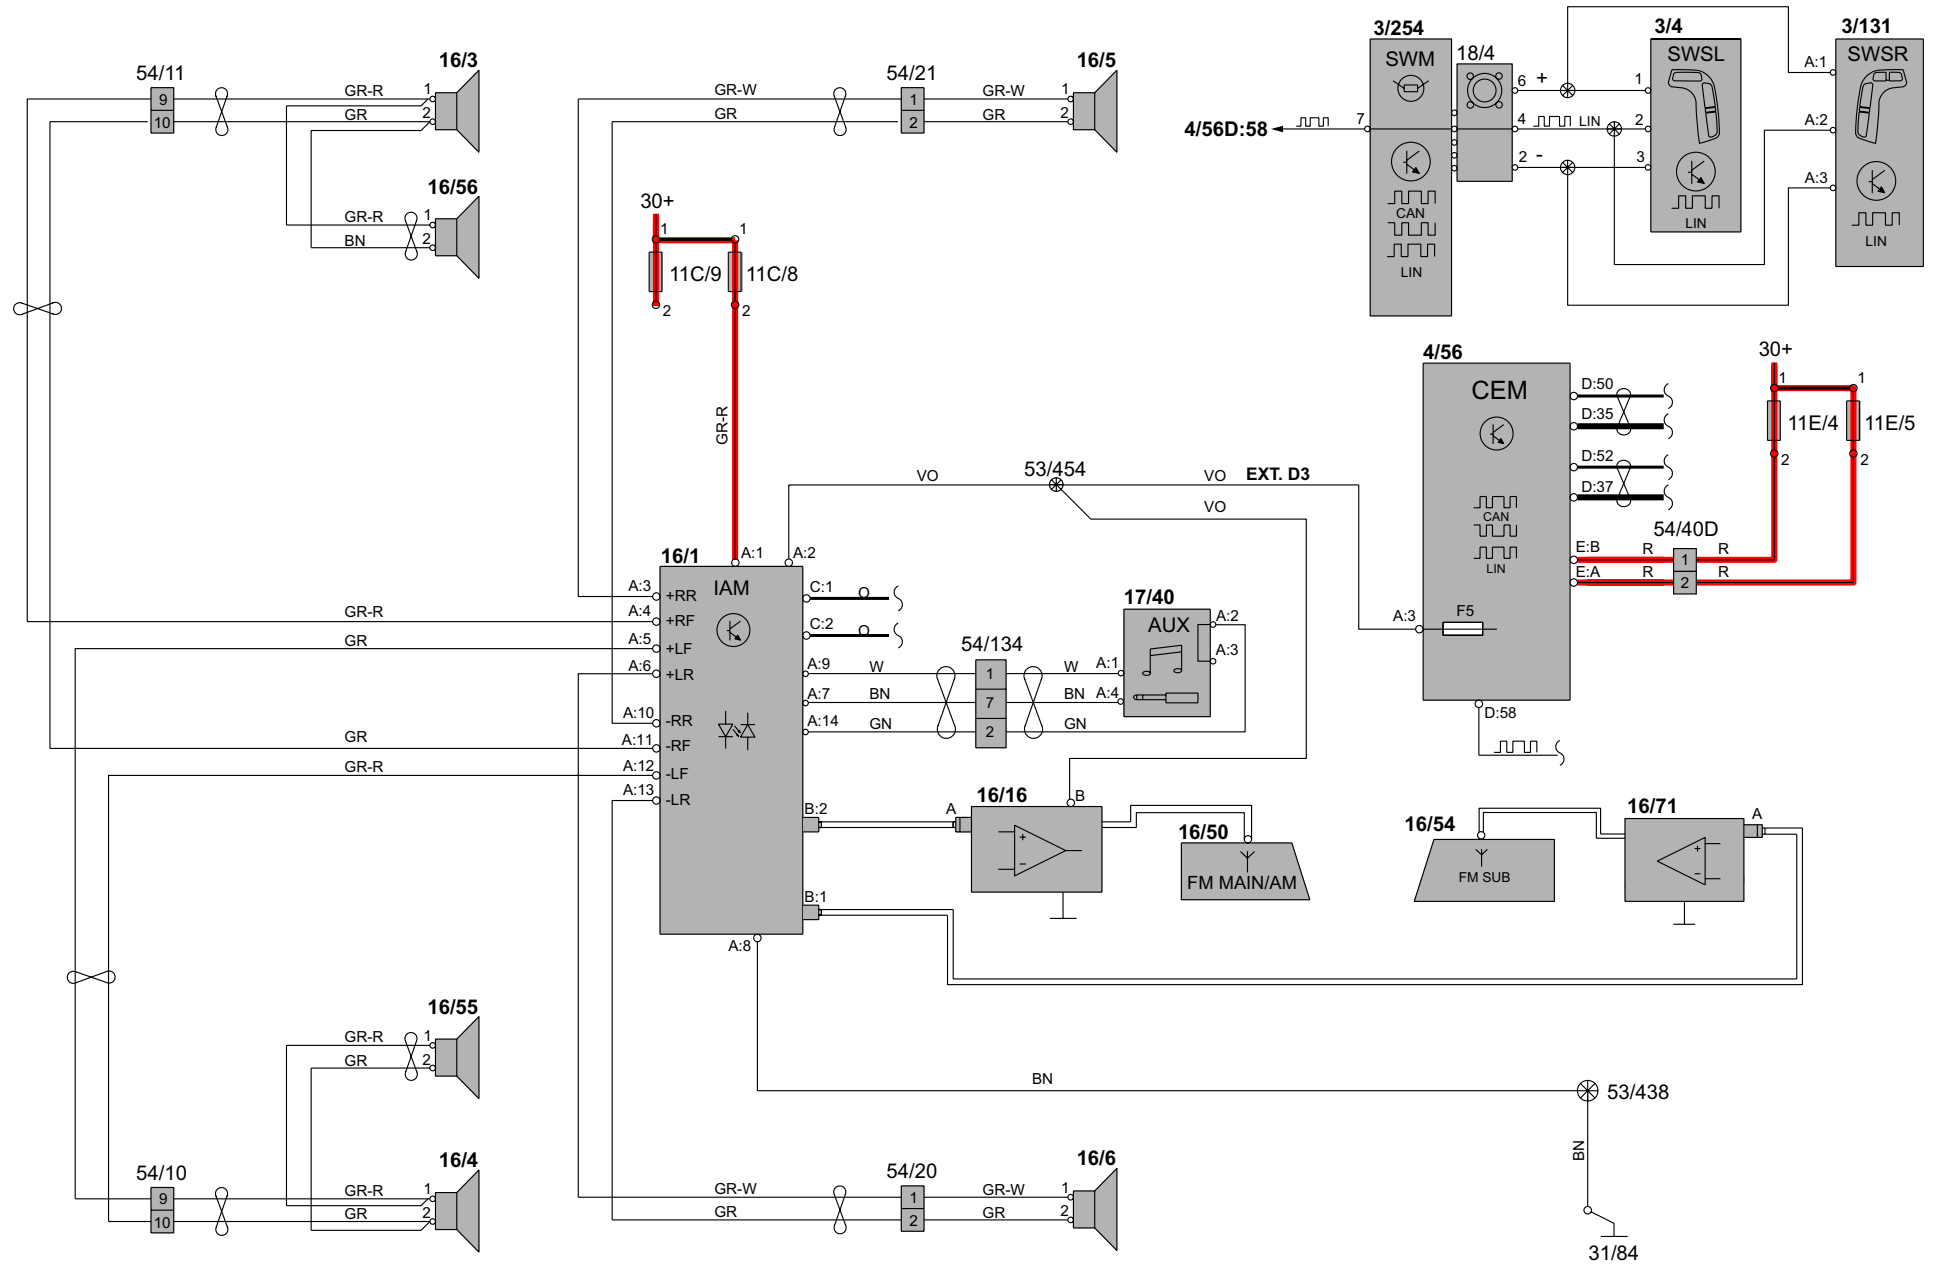 54/11
9
10
GR-R
GR
1
2
16/3
16/56
GR-R
BN
1
2
GR-W
GR
54/21
1
2
GR-W
GR
1
2
16/5
30+
1
1
11C/9
11C/8
2
2
GR-R
3/254
SWM
CAN
LIN
4/56D:58
7
18/4
6
+
4
LIN
2
-
3/4
SWSL
1
2
3
LIN
3/131
SWSR
A:1
A:2
A:3
LIN
4/56
CEM
CAN
LIN
D:50
D:35
D:52
D:37
E:B
E:A
R
R
54/40D
1
2
R
R
30+
1
1
11E/4
11E/5
2
2
A:3
F5
D:58
VO
53/454
VO
EXT. D3
VO
16/1
IAM
A:1
A:2
A:3
+RR
A:4
+RF
A:5
+LF
A:6
+LR
A:10
-RR
A:11
-RF
A:12
-LF
A:13
-LR
GR-R
GR
GR
GR-R
C:1
O
C:2
O
A:9
W
A:7
BN
A:14
GN
54/134
1
7
2
W
BN
GN
17/40
AUX
A:1
A:4
A:2
A:3
B:2
B:1
A:8
A
16/16
B
+
-
16/50
FM MAIN/AM
16/54
FM SUB
16/71
A
+
-
BN
53/438
BN
31/84
16/55
GR-R
GR
1
2
54/10
9
10
GR-R
GR
1
2
16/4
GR-W
GR
54/20
1
2
GR-W
GR
1
2
16/6